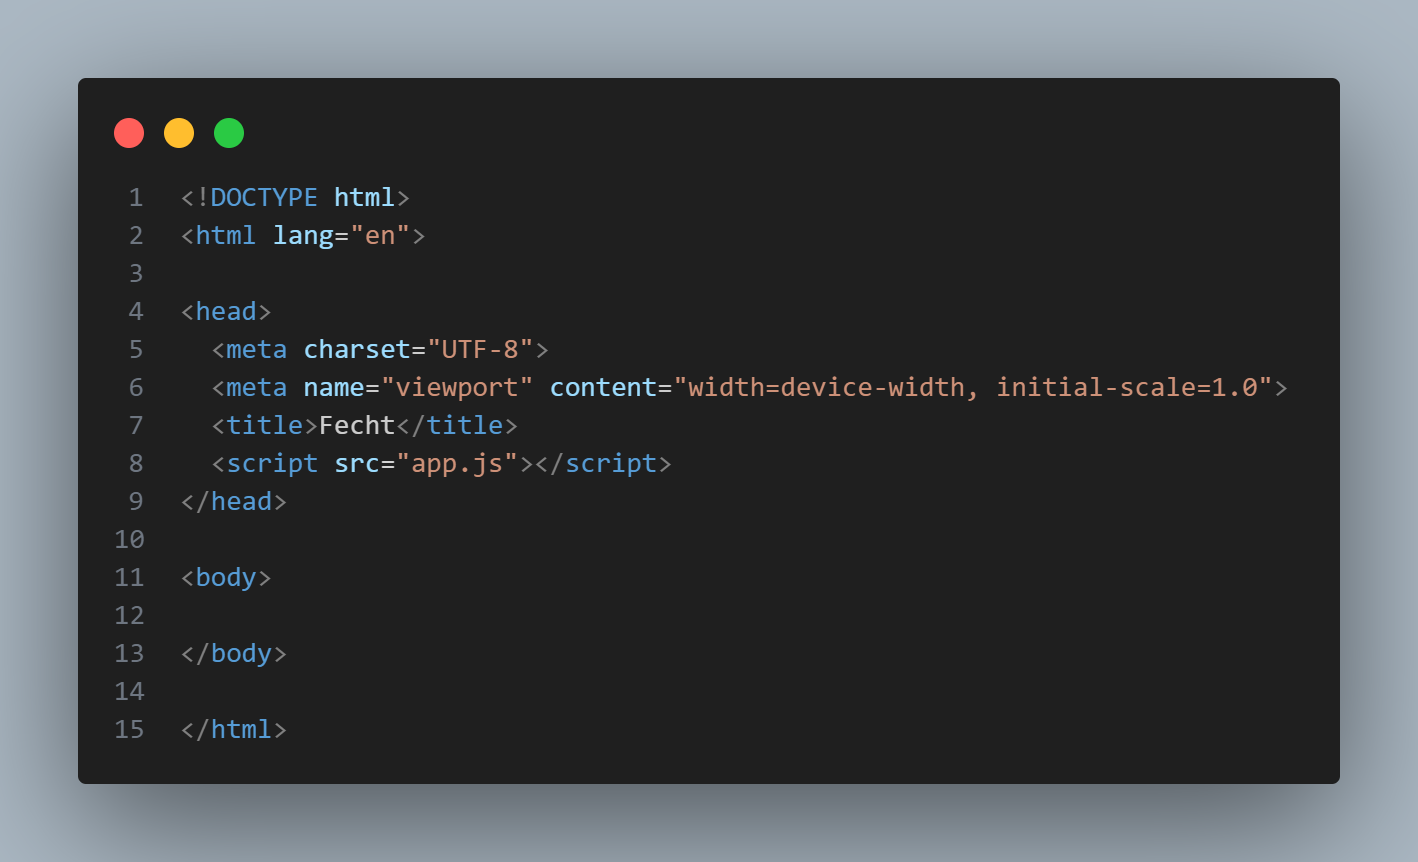 1 <!DOCTYPE html>
2 <html lang="en">
3
4 <head>
5   <meta charset="UTF-8">
6   <meta name="viewport" content="width=device-width, initial-scale=1.0">
7   <title>Fecht</title>
8   <script src="app.js"></script>
9 </head>
10
11 <body>
12
13 </body>
14
15 </html>